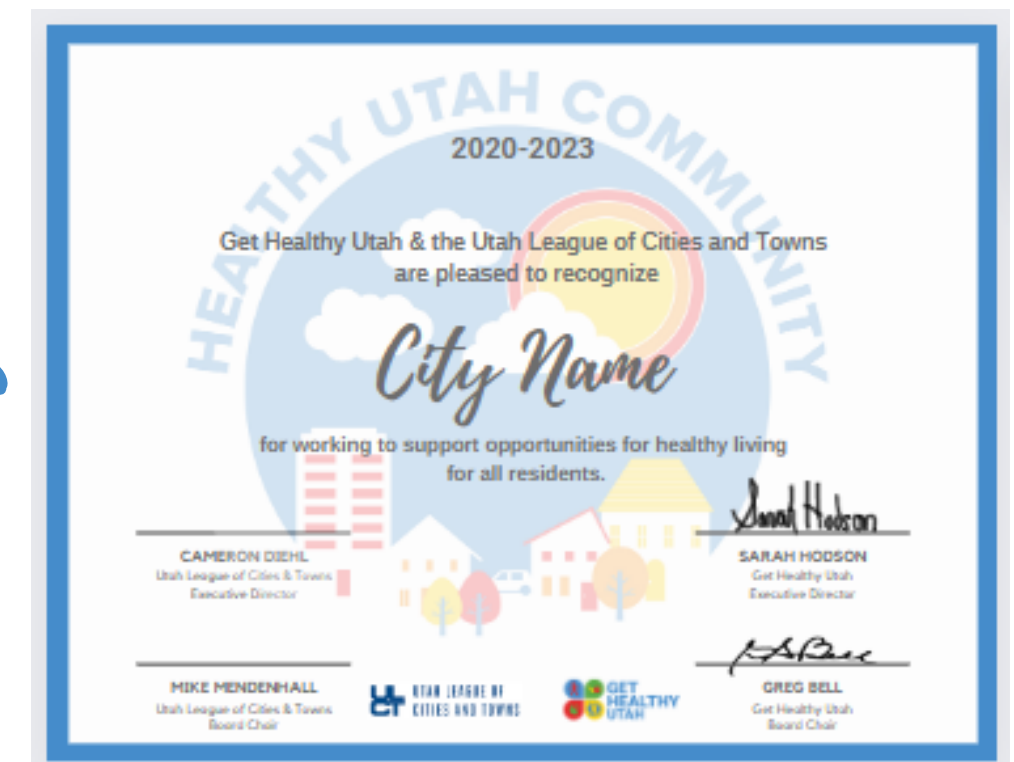 HEALTHY UTAH COMMUNITY
2020-2023
Get Healthy Utah & the Utah League of Cities and Towns
are pleased to recognize
City Name
for working to support opportunities for healthy living
for all residents.
Sarah Hodson
CAMERON DIEHL
Utah League of Cities & Towns
Executive Director
SARAH HODSON
Get Healthy Utah
Executive Director
MIKE MENDENHALL
Utah League of Cities & Towns
Board Chair
UTAH LEAGUE OF
CITIES AND TOWNS
GET
HEALTHY
UTAH
GREG BELL
Get Healthy Utah
Board Chair